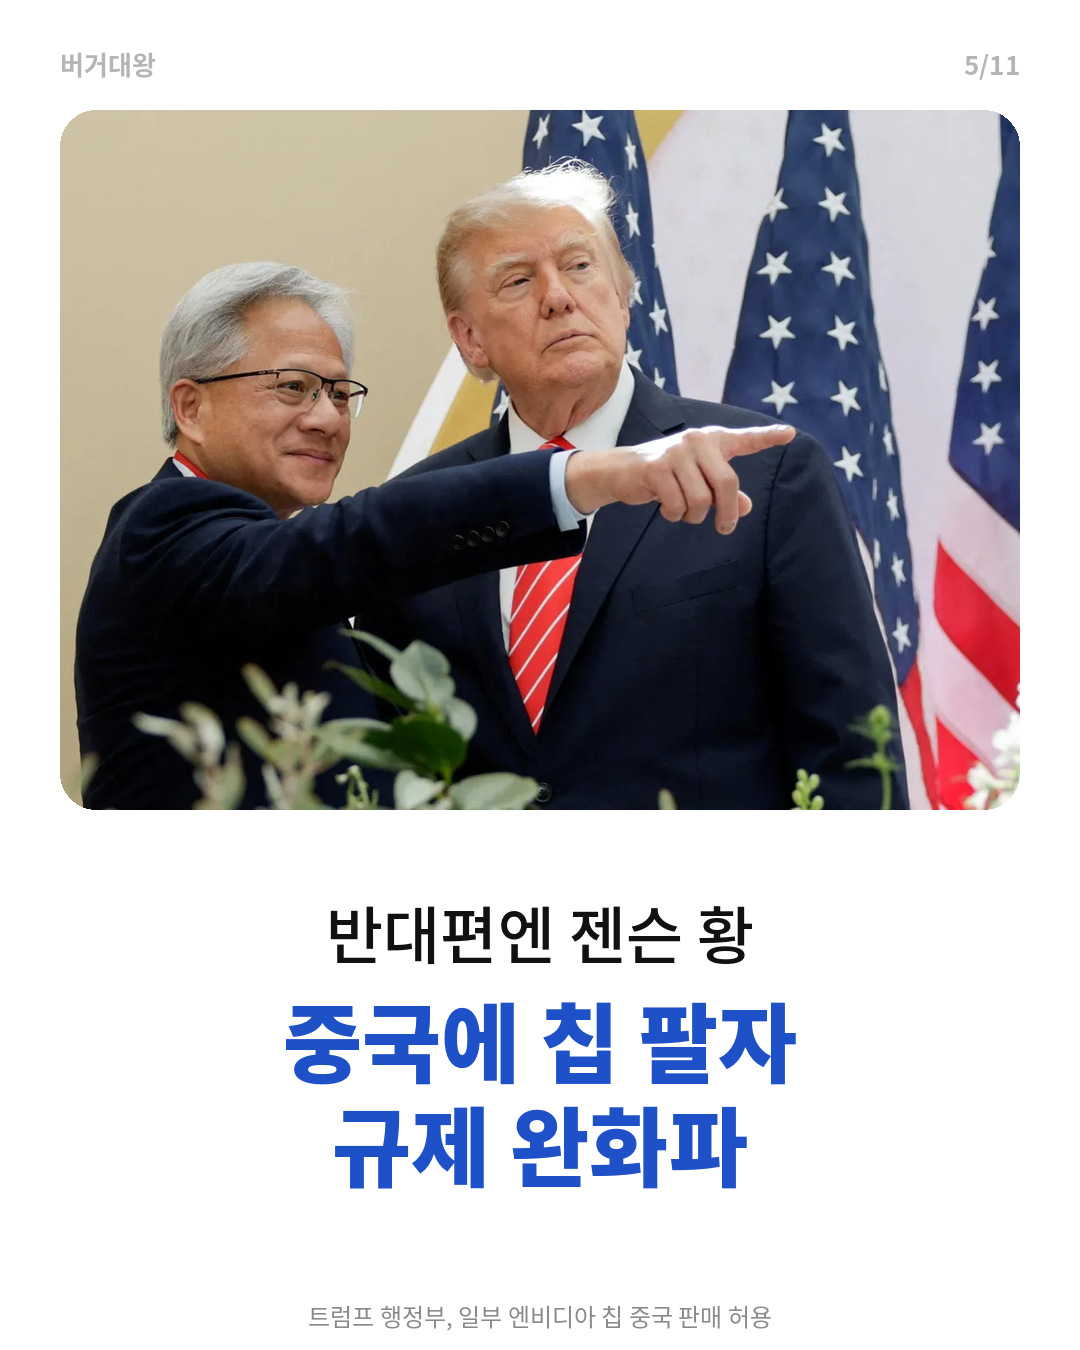 버거대왕
5/11
반대편엔 젠슨 황
중국에 칩 팔자
규제 완화파
트럼프 행정부, 일부 엔비디아 칩 중국 판매 허용